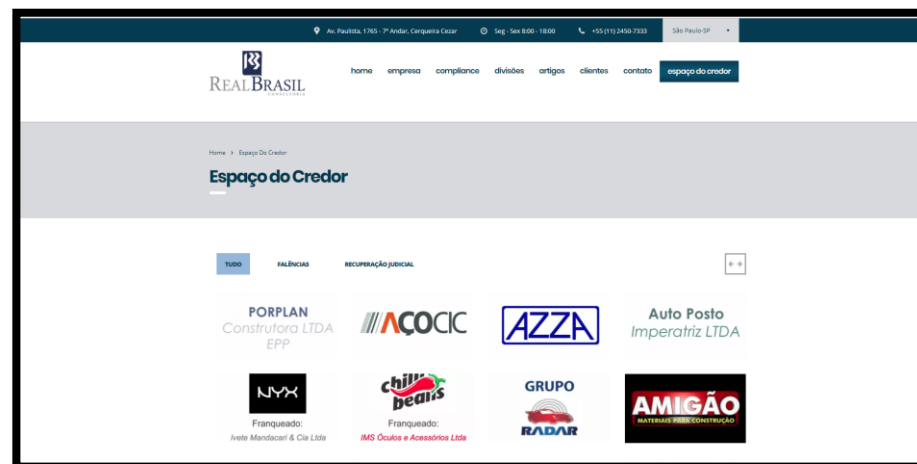 Av. Paulista, 1765 - 7º Andar, Cerqueira Cezar Seg - Sex 8:00 - 18:00 +55 (11) 2450-7333 São Paulo-SP
REALBRASIL
CONSULTORIA
home empresa compliance divisões artigos clientes contato espaço do credor
Home > Espaço Do Credor
Espaço do Credor
TUDO FALÊNCIAS RECUPERAÇÃO JUDICIAL
PORPLAN
Construtora LTDA
EPP
AÇOCIC
AZZA
Auto Posto
Imperatriz LTDA
NYX
Franqueado:
Ivete Mandacari & Cia Ltda
chilli beans
Franqueado:
IMS Óculos e Acessórios Ltda
GRUPO
RADAR
AMIGÃO
MATERIAIS PARA CONSTRUÇÃO